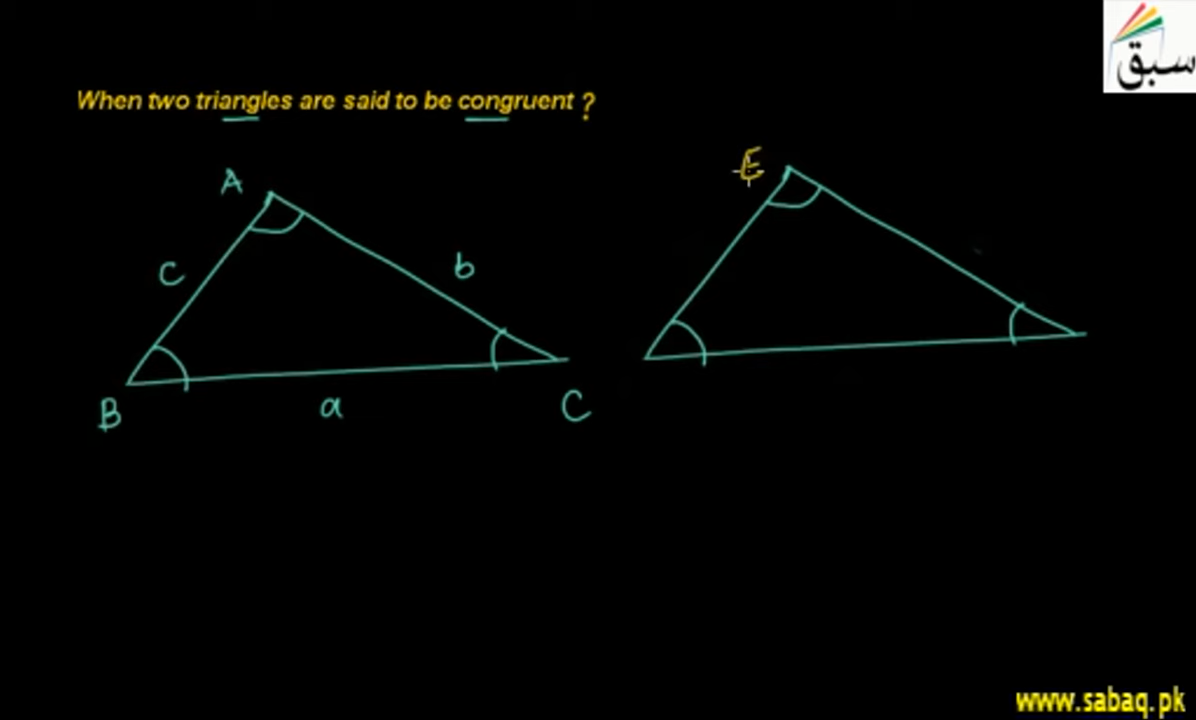 سبق
When two triangles are said to be congruent ?
A
E
c
b
B
a
C
www.sabaq.pk